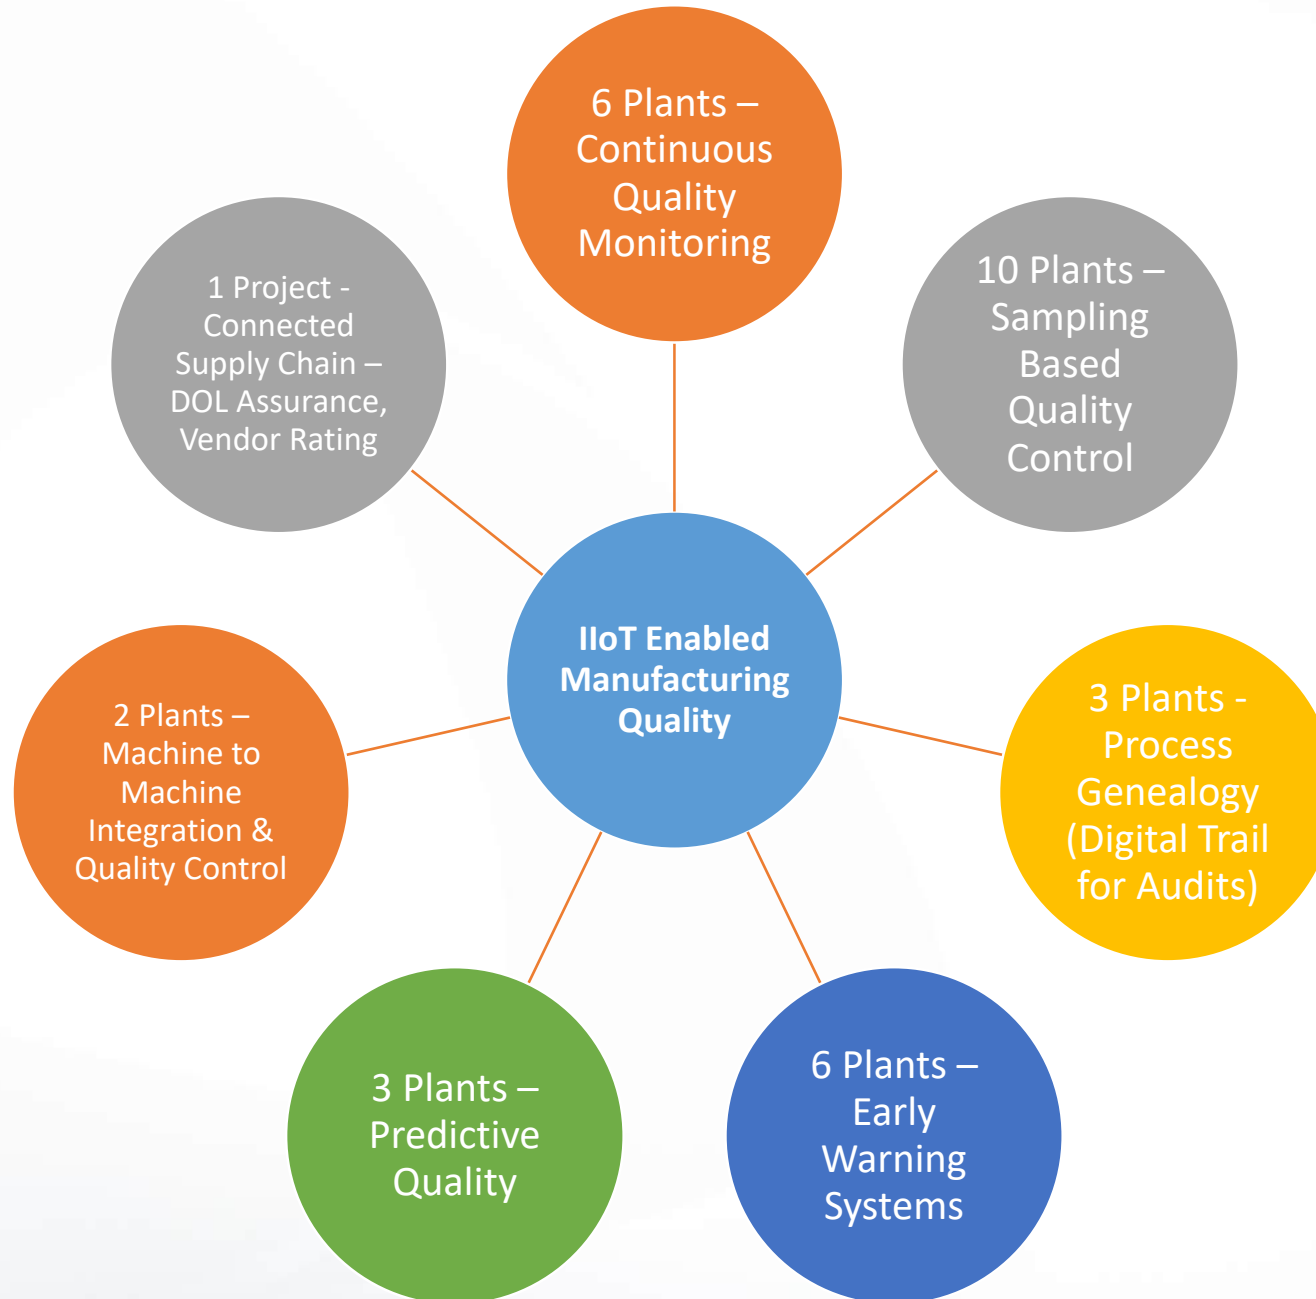 6 Plants –
Continuous
Quality
Monitoring
10 Plants –
Sampling
Based
Quality
Control
3 Plants -
Process
Genealogy
(Digital Trail
for Audits)
6 Plants –
Early
Warning
Systems
3 Plants –
Predictive
Quality
2 Plants –
Machine to
Machine
Integration &
Quality Control
1 Project -
Connected
Supply Chain –
DOL Assurance,
Vendor Rating
IIoT Enabled
Manufacturing
Quality